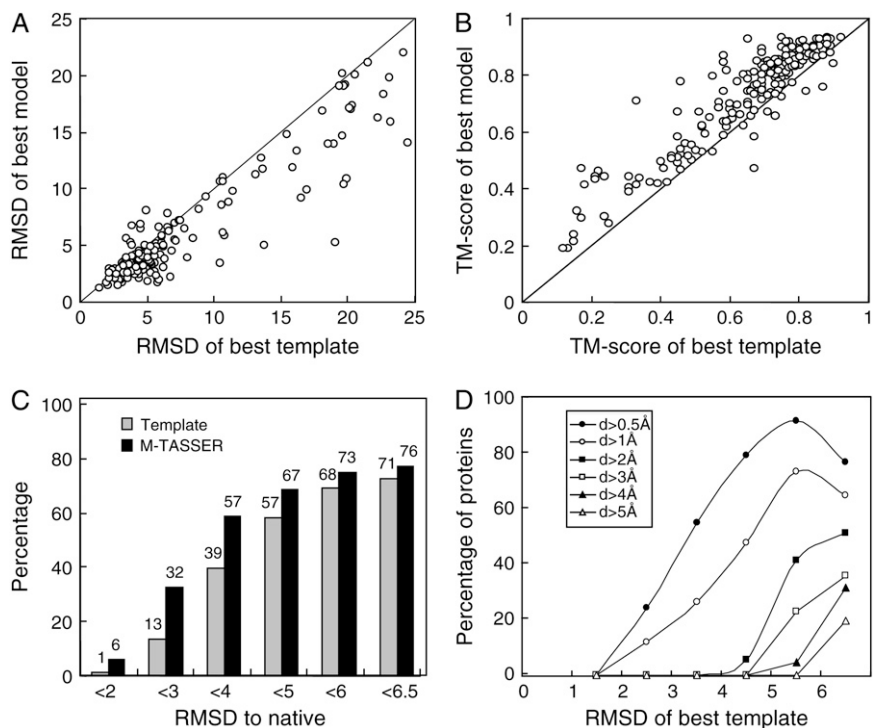 A
25
20
15
10
5
0
RMSD of best model
0 5 10 15 20 25
RMSD of best template
B
1
0.8
0.6
0.4
0.2
0
TM-score of best model
0 0.2 0.4 0.6 0.8 1
TM-score of best template
C
100
80
60
40
20
0
Percentage
Template
M-TASSER
1 6 13 32 39 57 57 67 68 73 71 76
<2 <3 <4 <5 <6 <6.5
RMSD to native
D
100
80
60
40
20
0
Percentage of proteins
d>0.5Å
d>1Å
d>2Å
d>3Å
d>4Å
d>5Å
0 1 2 3 4 5 6
RMSD of best template